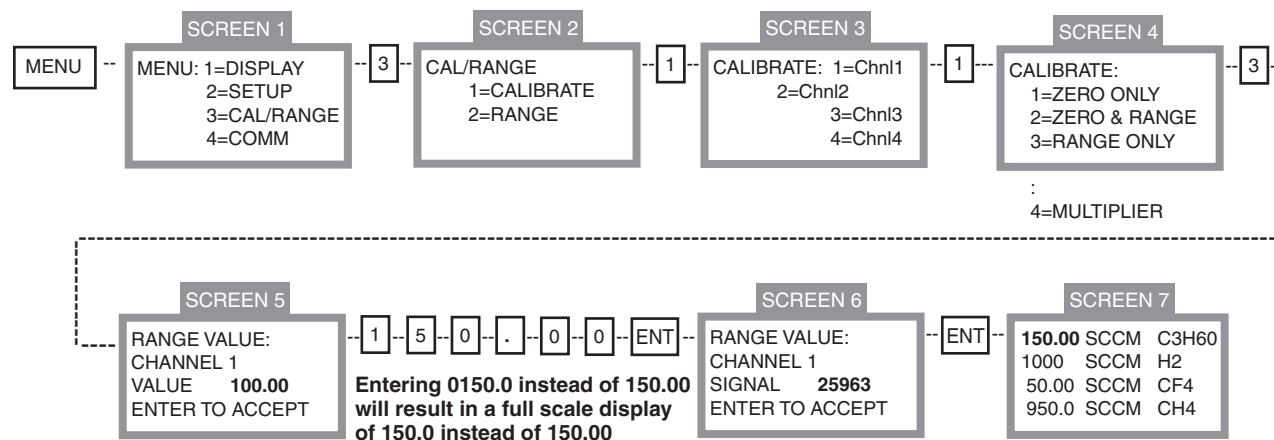 SCREEN 1
MENU
MENU: 1=DISPLAY
2=SETUP
3=CAL/RANGE
4=COMM
3
SCREEN 2
CAL/RANGE
1=CALIBRATE
2=RANGE
1
SCREEN 3
CALIBRATE: 1=Chnl1
2=Chnl2
3=Chnl3
4=Chnl4
1
SCREEN 4
CALIBRATE:
1=ZERO ONLY
2=ZERO & RANGE
3=RANGE ONLY
:
4=MULTIPLIER
3
SCREEN 5
RANGE VALUE:
CHANNEL 1
VALUE 100.00
ENTER TO ACCEPT
1 5 0 . 0 0 ENT
Entering 0150.0 instead of 150.00
will result in a full scale display
of 150.0 instead of 150.00
SCREEN 6
RANGE VALUE:
CHANNEL 1
SIGNAL 25963
ENTER TO ACCEPT
ENT
SCREEN 7
150.00 SCCM C3H60
1000 SCCM H2
50.00 SCCM CF4
950.0 SCCM CH4